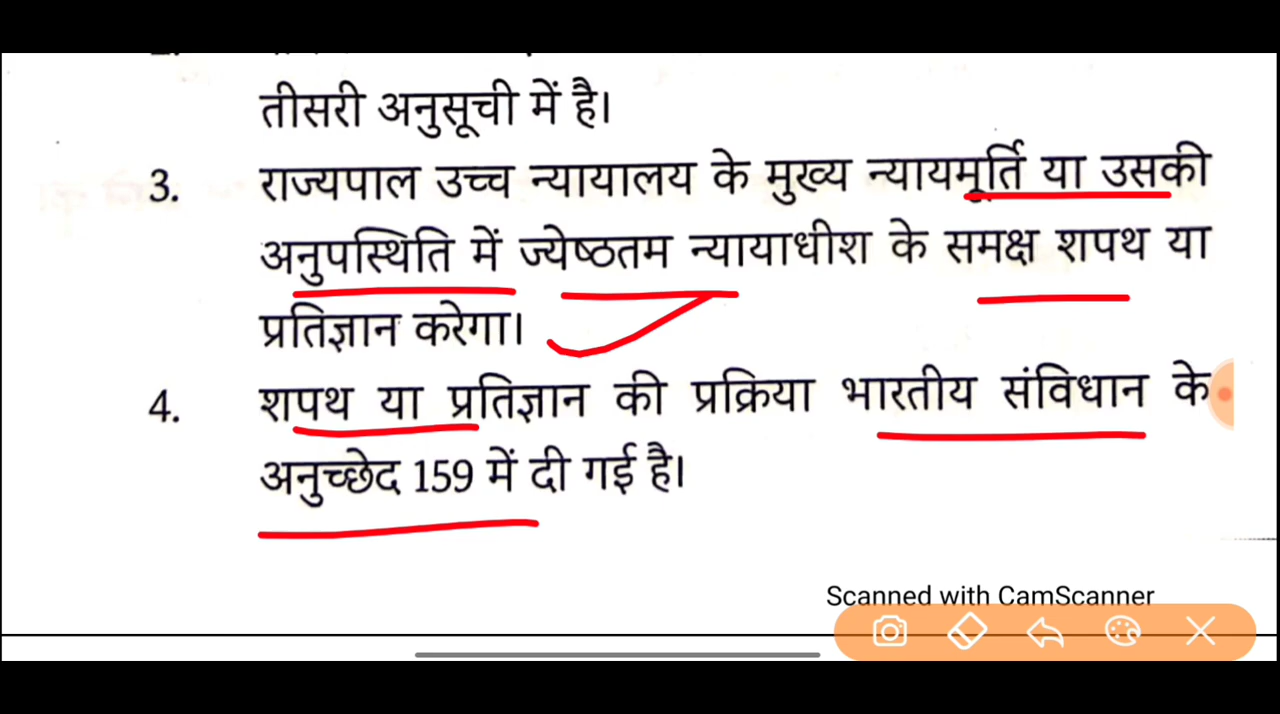 तीसरी अनुसूची में है।
3. राज्यपाल उच्च न्यायालय के मुख्य न्यायमूर्ति या उसकी
अनुपस्थिति में ज्येष्ठतम न्यायाधीश के समक्ष शपथ या
प्रतिज्ञान करेगा।
4. शपथ या प्रतिज्ञान की प्रक्रिया भारतीय संविधान के
अनुच्छेद 159 में दी गई है।
Scanned with CamScanner